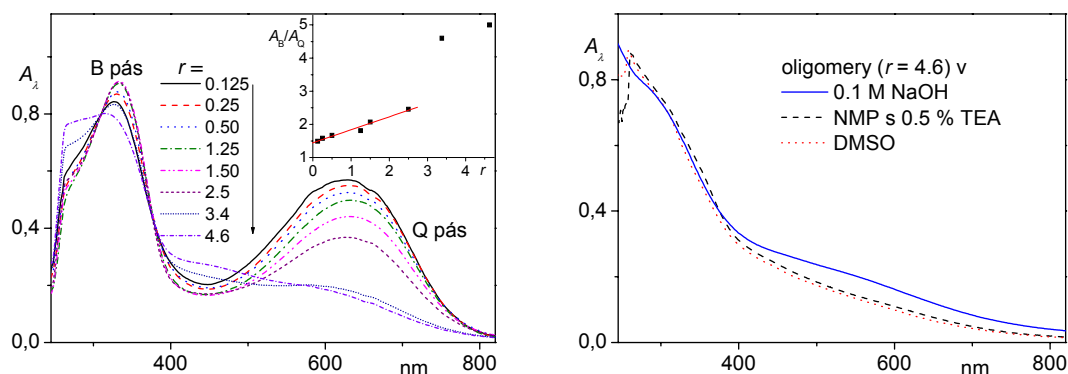 A_λ
B pás
r =
0.125
0.25
0.50
1.25
1.50
2.5
3.4
4.6
Q pás
0,8
0,4
0,0
400
600
nm
800
A_B/A_Q
5
4
3
2
1
0
2
4
r
A_λ
oligomery (r = 4.6) v
0.1 M NaOH
NMP s 0.5 % TEA
DMSO
0,8
0,4
0,0
400
600
nm
800